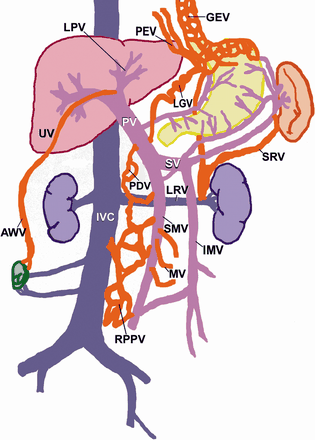 GEV
LPV
PEV
LGV
UV
PV
SV
SRV
PDV
LRV
AWV
IVC
SMV
IMV
MV
RPPV